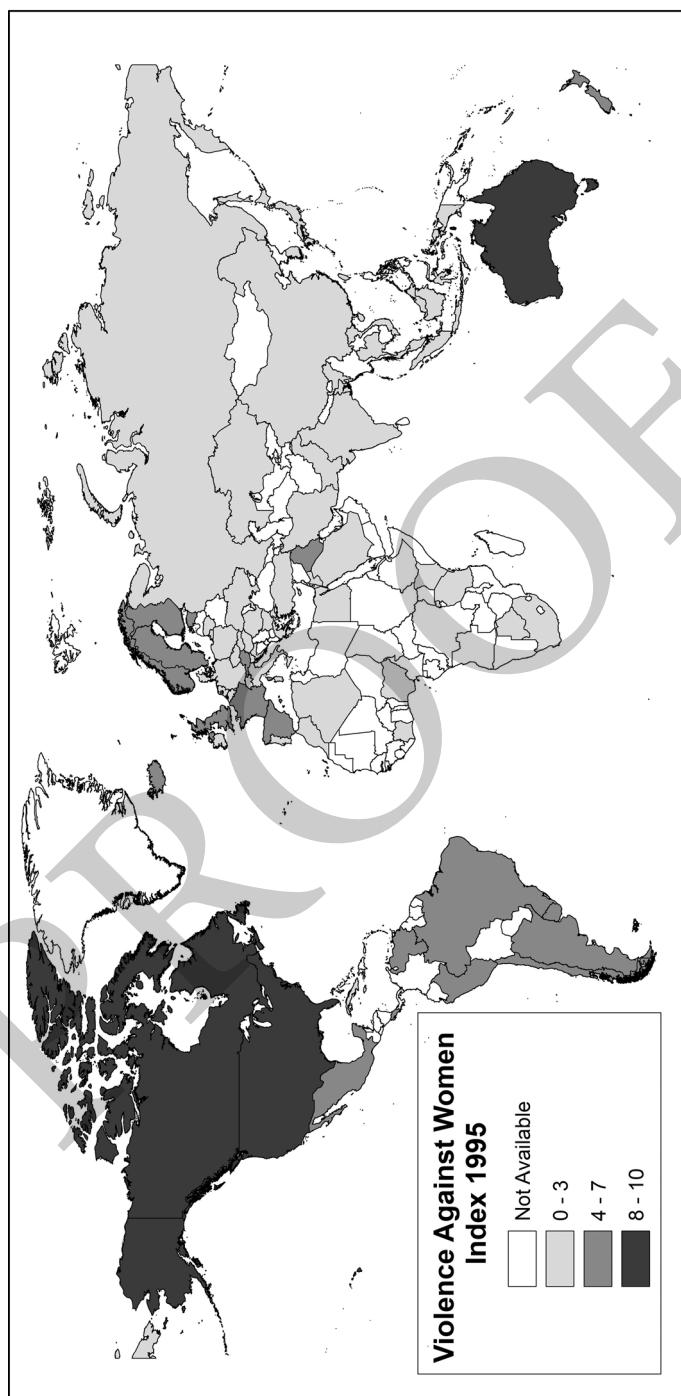 Violence Against Women
Index 1995
Not Available
0 - 3
4 - 7
8 - 10
PROOF